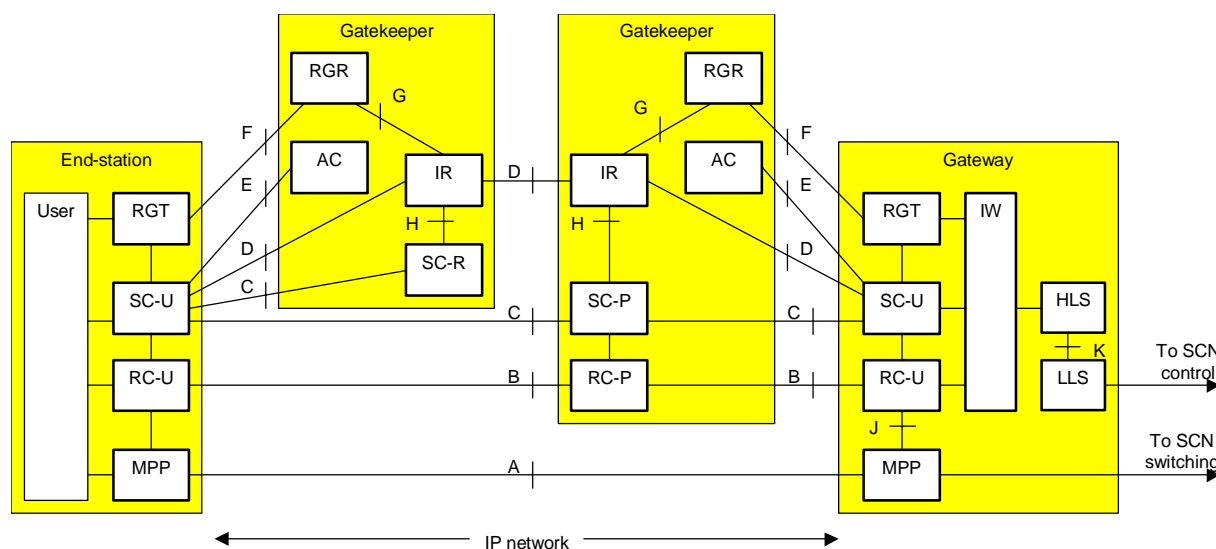 Gatekeeper
Gatekeeper
RGR
RGR
G
G
F
F
End-station
AC
AC
Gateway
E
IR
D
IR
E
User
RGT
RGT
IW
H
H
D
D
SC-R
C
SC-U
SC-P
SC-U
HLS
C
C
K
To SCN
control
RC-U
RC-P
RC-U
LLS
B
B
J
To SCN
switching
MPP
A
MPP
IP network